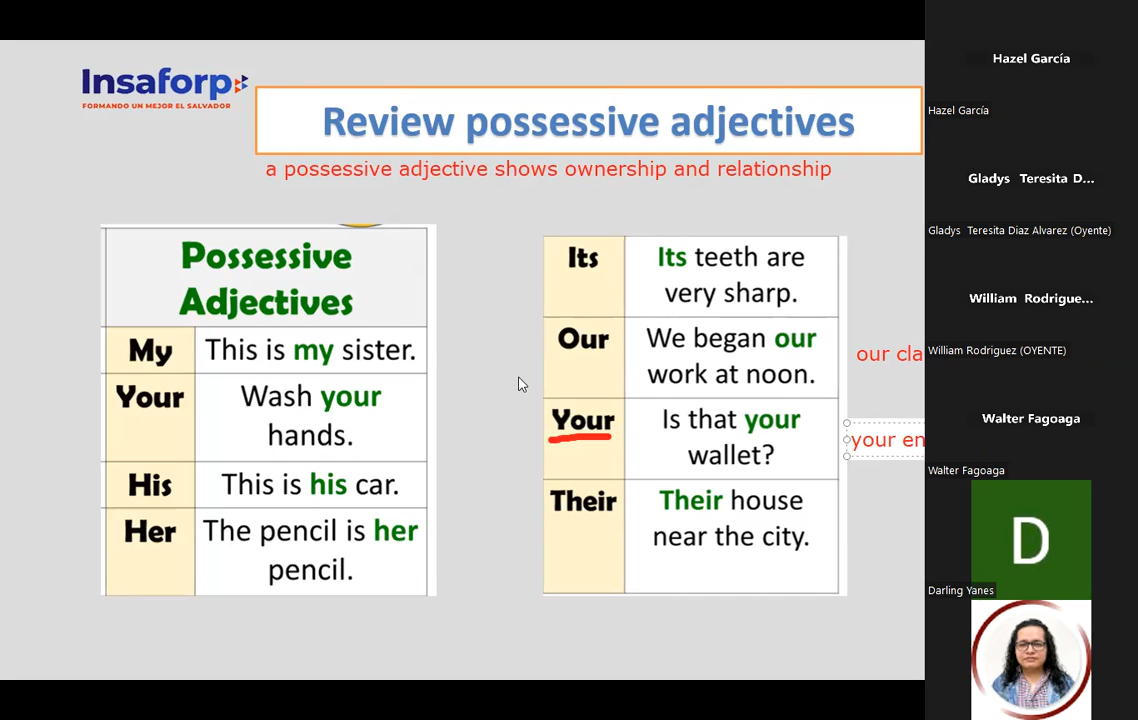 Insaforp
FORMANDO UN MEJOR EL SALVADOR
Review possessive adjectives
a possessive adjective shows ownership and relationship
Possessive
Adjectives
My This is my sister.
Your Wash your
hands.
His This is his car.
Her The pencil is her
pencil.
Its Its teeth are
very sharp.
Our We began our
work at noon.
our cla
Your Is that your
wallet?
your en
Their Their house
near the city.
Hazel García
Hazel García
Gladys Teresita D...
Gladys Teresita Diaz Alvarez (Oyente)
William Rodrigue...
William Rodriguez (OYENTE)
Walter Fagoaga
Walter Fagoaga
D
Darling Yanes